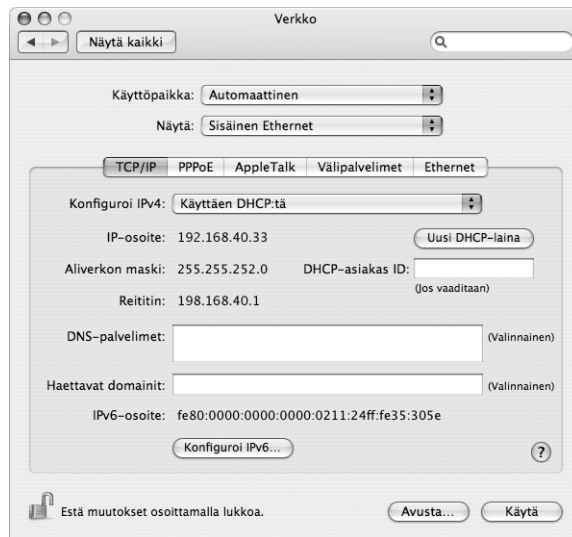 Verkko
Näytä kaikki
Käyttöpaikka: Automaattinen
Näytä: Sisäinen Ethernet
TCP/IP PPPoE AppleTalk Välipalvelimet Ethernet
Konfiguroi IPv4: Käyttäen DHCP:tä
IP-osoite: 192.168.40.33 Uusi DHCP-laina
Aliverkon maski: 255.255.252.0 DHCP-asiakas ID:
(Jos vaaditaan)
Reititin: 198.168.40.1
DNS-palvelimet: (Valinnainen)
Haettavat domainit: (Valinnainen)
IPv6-osoite: fe80:0000:0000:0000:0211:24ff:fe35:305e
Konfiguroi IPv6... ?
Estä muutokset osoittamalla lukkoa. Avusta... Käytä